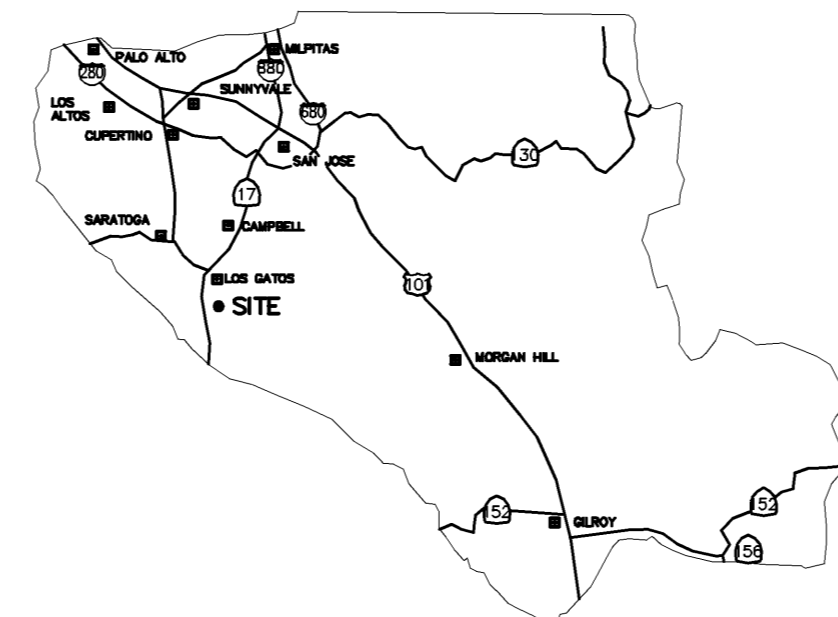 MILPITAS
PALO ALTO
280
880
SUNNYVALE
LOS
ALTOS
680
CUPERTINO
SAN JOSE
130
17
SARATOGA
CAMPBELL
LOS GATOS
101
SITE
MORGAN HILL
152
152
GILROY
156